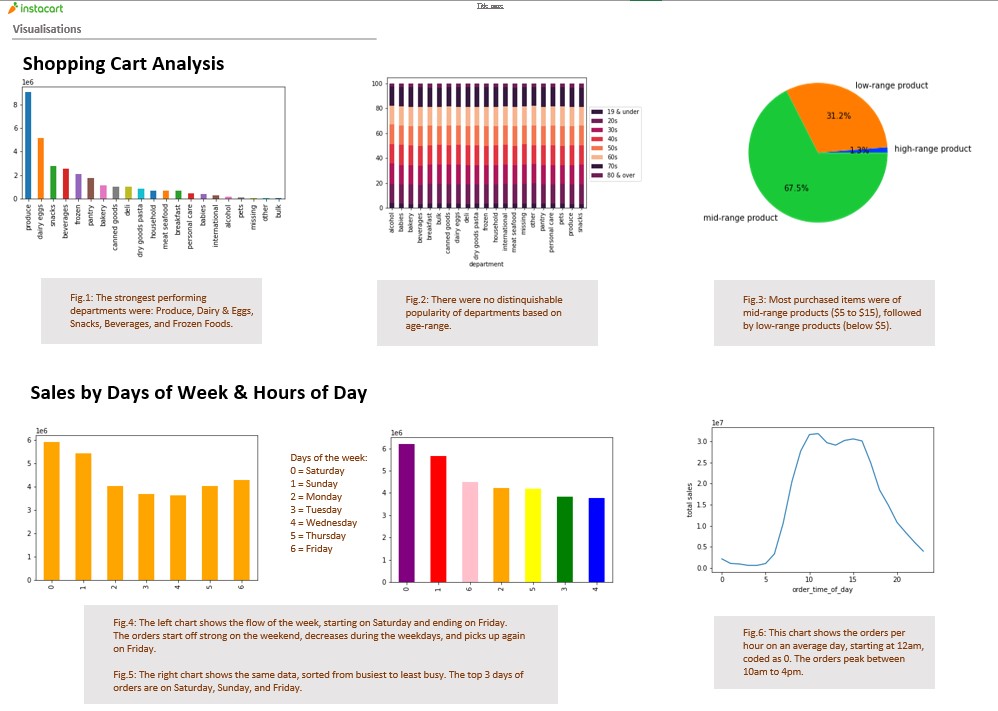 instacart
Title page
Visualisations
Shopping Cart Analysis
1e6
8
6
4
2
0
produce
dairy eggs
snacks
beverages
frozen
pantry
bakery
canned goods
deli
dry goods pasta
household
meat seafood
breakfast
personal care
babies
international
alcohol
pets
missing
other
bulk
100
80
60
40
20
0
alcohol
babies
bakery
beverages
breakfast
bulk
canned goods
dairy eggs
deli
dry goods pasta
frozen
household
international
meat seafood
missing
other
pantry
personal care
pets
produce
snacks
department
19 & under
20s
30s
40s
50s
60s
70s
80 & over
low-range product
31.2%
1.3%
high-range product
67.5%
mid-range product
Fig.1: The strongest performing
departments were: Produce, Dairy & Eggs,
Snacks, Beverages, and Frozen Foods.
Fig.2: There were no distinquishable
popularity of departments based on
age-range.
Fig.3: Most purchased items were of
mid-range products ($5 to $15), followed
by low-range products (below $5).
Sales by Days of Week & Hours of Day
1e6
6
5
4
3
2
1
0
0
1
2
3
4
5
6
Days of the week:
0 = Saturday
1 = Sunday
2 = Monday
3 = Tuesday
4 = Wednesday
5 = Thursday
6 = Friday
1e6
6
5
4
3
2
1
0
0
1
6
2
5
3
4
1e7
3.0
2.5
2.0
1.5
1.0
0.5
0.0
total sales
0
5
10
15
20
order_time_of_day
Fig.4: The left chart shows the flow of the week, starting on Saturday and ending on Friday.
The orders start off strong on the weekend, decreases during the weekdays, and picks up again
on Friday.
Fig.5: The right chart shows the same data, sorted from busiest to least busy. The top 3 days of
orders are on Saturday, Sunday, and Friday.
Fig.6: This chart shows the orders per
hour on an average day, starting at 12am,
coded as 0. The orders peak between
10am to 4pm.